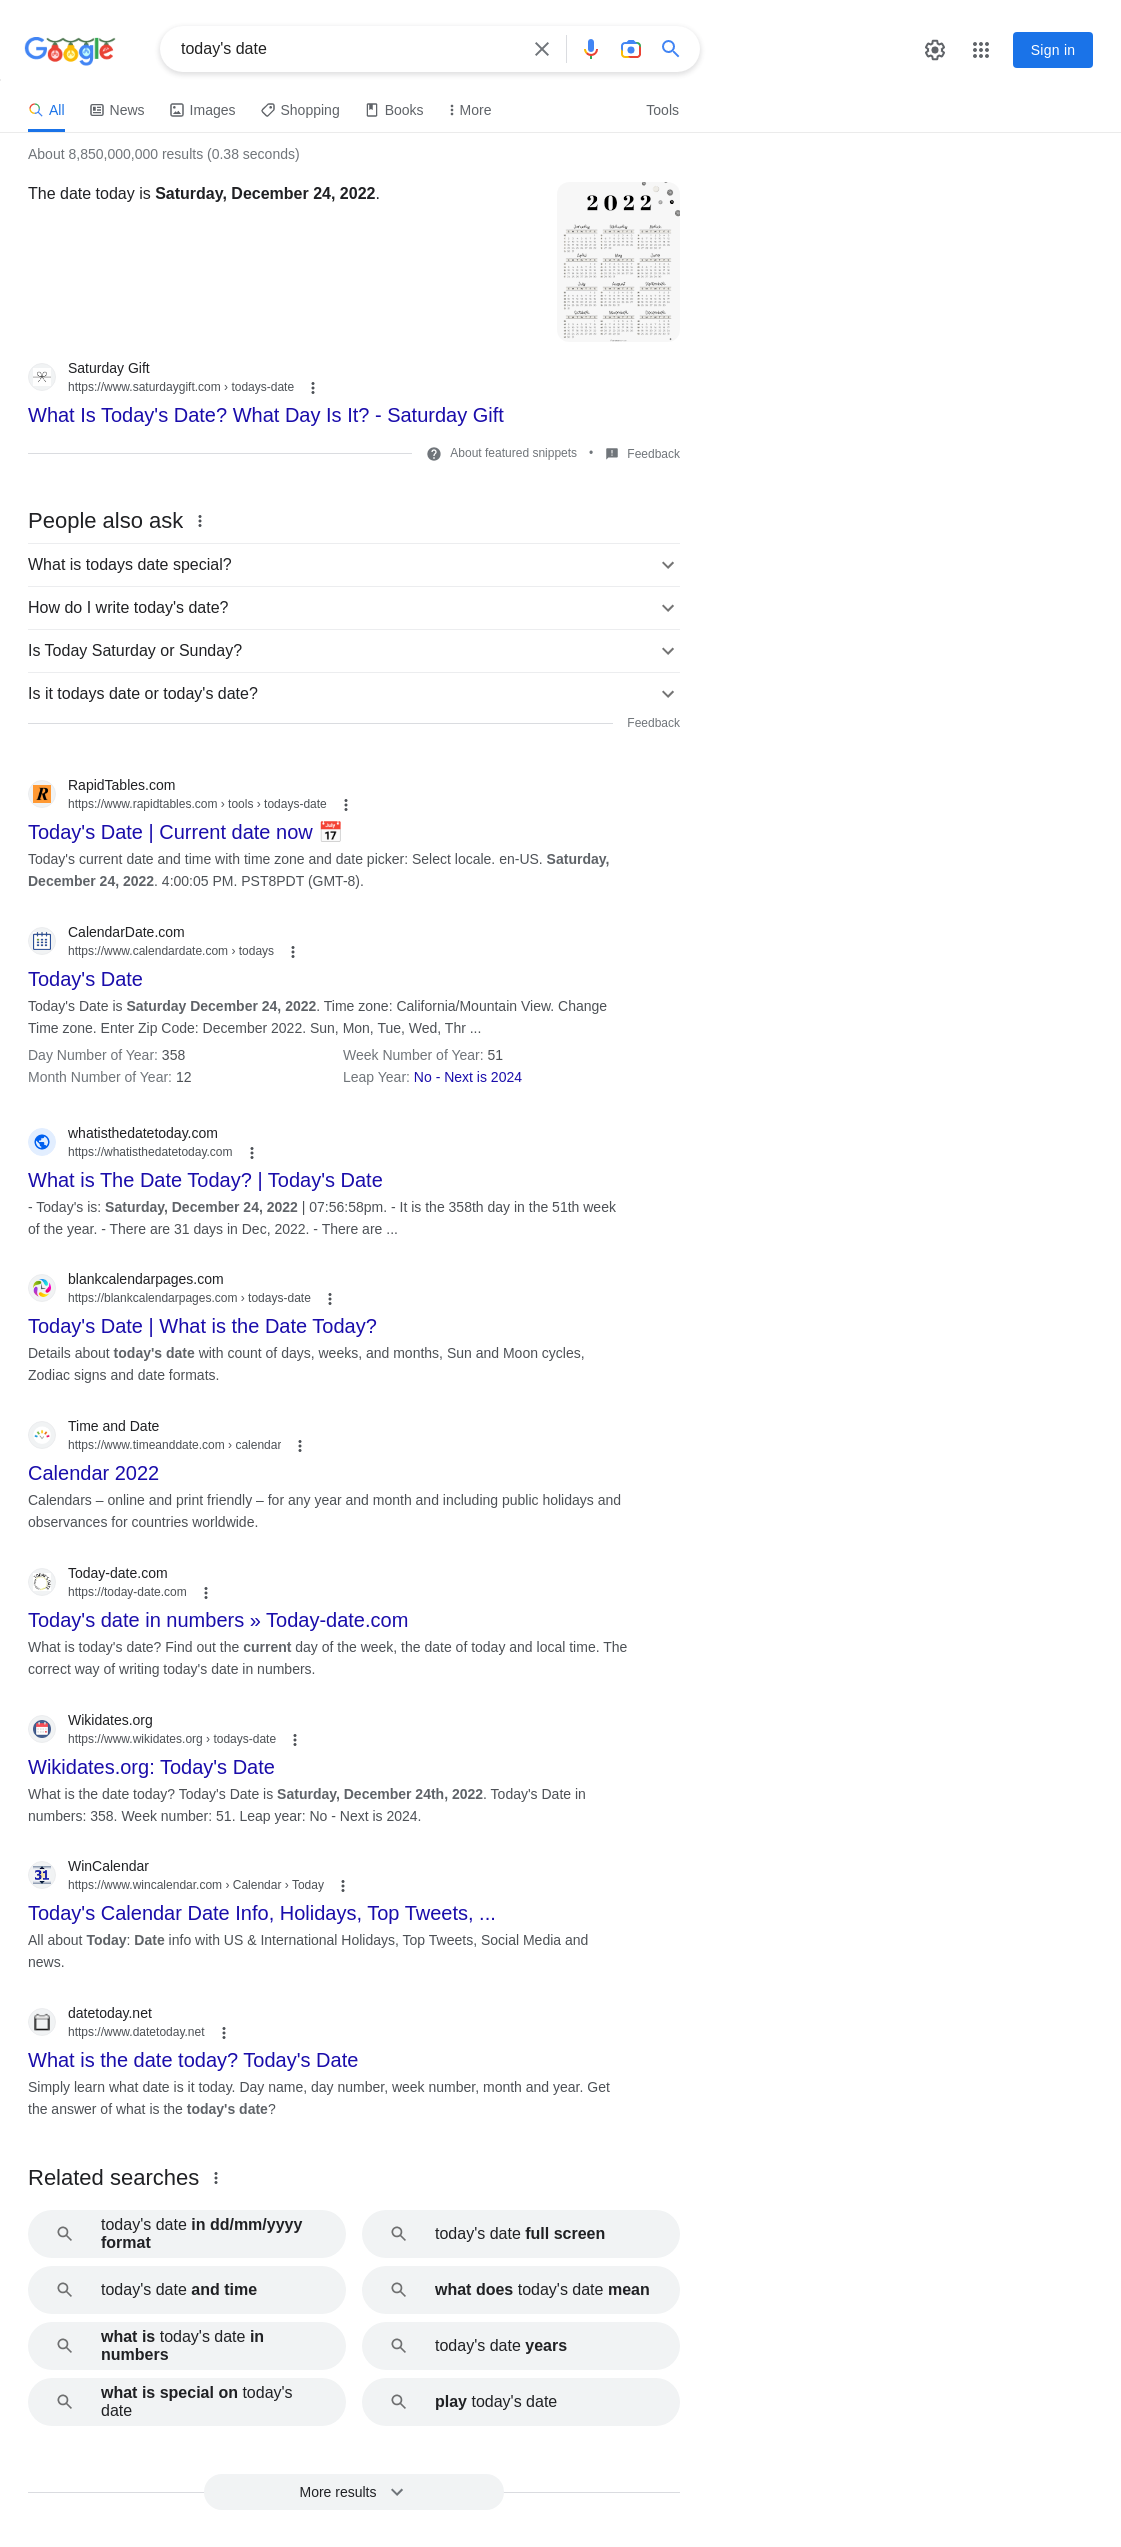 Google
today's date
Sign in
All
News
Images
Shopping
Books
More
Tools
About 8,850,000,000 results (0.38 seconds)
The date today is Saturday, December 24, 2022.
2022
Saturday Gift
https://www.saturdaygift.com › todays-date
What Is Today's Date? What Day Is It? - Saturday Gift
About featured snippets • Feedback
People also ask
What is todays date special?
How do I write today's date?
Is Today Saturday or Sunday?
Is it todays date or today's date?
Feedback
RapidTables.com
https://www.rapidtables.com › tools › todays-date
Today's Date | Current date now 📅
Today's current date and time with time zone and date picker: Select locale. en-US. Saturday,
December 24, 2022. 4:00:05 PM. PST8PDT (GMT-8).
CalendarDate.com
https://www.calendardate.com › todays
Today's Date
Today's Date is Saturday December 24, 2022. Time zone: California/Mountain View. Change
Time zone. Enter Zip Code: December 2022. Sun, Mon, Tue, Wed, Thr ...
Day Number of Year: 358
Week Number of Year: 51
Month Number of Year: 12
Leap Year: No - Next is 2024
whatisthedatetoday.com
https://whatisthedatetoday.com
What is The Date Today? | Today's Date
- Today's is: Saturday, December 24, 2022 | 07:56:58pm. - It is the 358th day in the 51th week
of the year. - There are 31 days in Dec, 2022. - There are ...
blankcalendarpages.com
https://blankcalendarpages.com › todays-date
Today's Date | What is the Date Today?
Details about today's date with count of days, weeks, and months, Sun and Moon cycles,
Zodiac signs and date formats.
Time and Date
https://www.timeanddate.com › calendar
Calendar 2022
Calendars – online and print friendly – for any year and month and including public holidays and
observances for countries worldwide.
Today-date.com
https://today-date.com
Today's date in numbers » Today-date.com
What is today's date? Find out the current day of the week, the date of today and local time. The
correct way of writing today's date in numbers.
Wikidates.org
https://www.wikidates.org › todays-date
Wikidates.org: Today's Date
What is the date today? Today's Date is Saturday, December 24th, 2022. Today's Date in
numbers: 358. Week number: 51. Leap year: No - Next is 2024.
31
WinCalendar
https://www.wincalendar.com › Calendar › Today
Today's Calendar Date Info, Holidays, Top Tweets, ...
All about Today: Date info with US & International Holidays, Top Tweets, Social Media and
news.
datetoday.net
https://www.datetoday.net
What is the date today? Today's Date
Simply learn what date is it today. Day name, day number, week number, month and year. Get
the answer of what is the today's date?
Related searches
today's date in dd/mm/yyyy
format
today's date full screen
today's date and time
what does today's date mean
what is today's date in
numbers
today's date years
what is special on today's
date
play today's date
More results